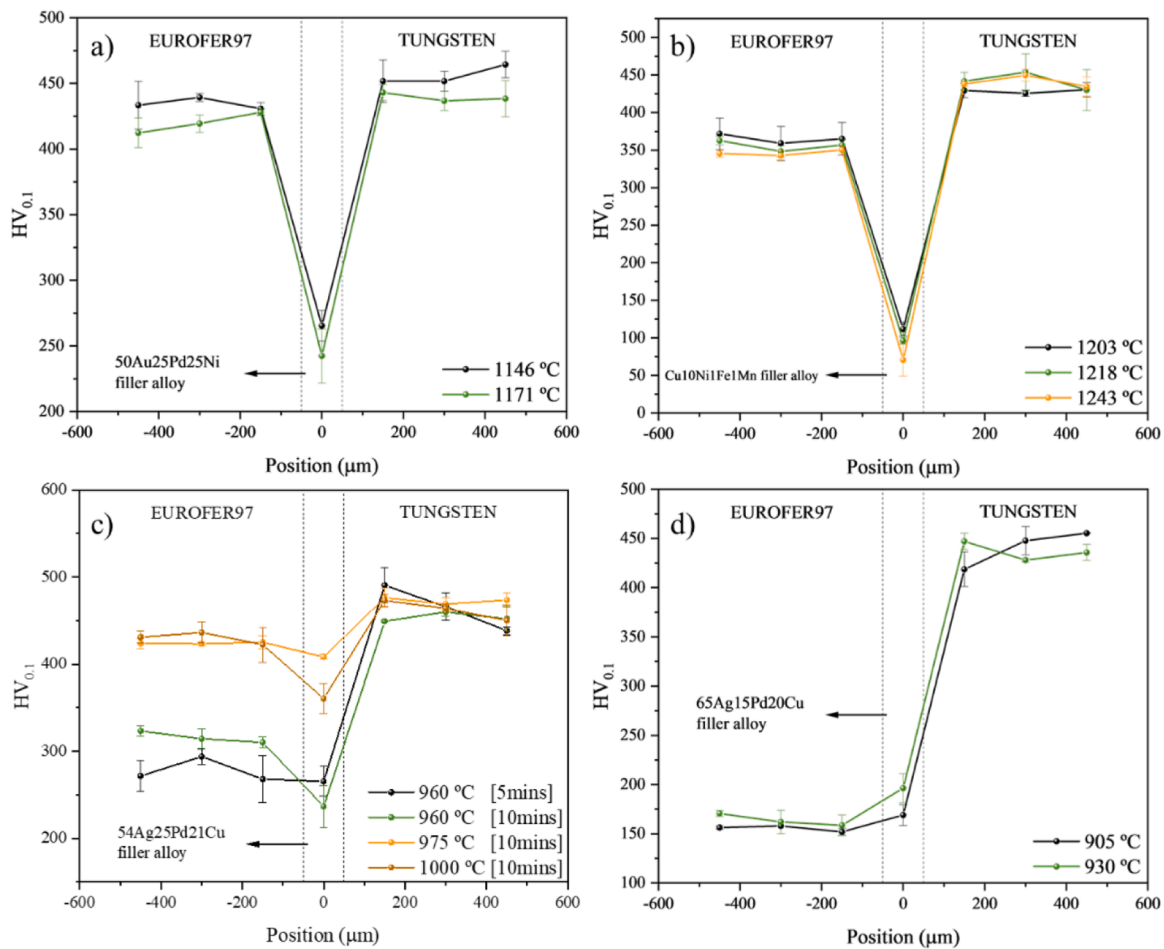 a)
EUROFER97 TUNGSTEN
500
450
400
350
300
250
200
HV0.1
50Au25Pd25Ni
filler alloy
1146 ºC
1171 ºC
-600 -400 -200 0 200 400 600
Position (µm)
b)
EUROFER97 TUNGSTEN
500
450
400
350
300
250
200
150
100
50
0
HV0.1
Cu10Ni1Fe1Mn filler alloy
1203 ºC
1218 ºC
1243 ºC
-600 -400 -200 0 200 400 600
Position (µm)
c)
EUROFER97 TUNGSTEN
600
500
400
300
200
HV0.1
54Ag25Pd21Cu
filler alloy
960 ºC [5mins]
960 ºC [10mins]
975 ºC [10mins]
1000 ºC [10mins]
-600 -400 -200 0 200 400 600
Position (µm)
d)
EUROFER97 TUNGSTEN
500
450
400
350
300
250
200
150
100
HV0.1
65Ag15Pd20Cu
filler alloy
905 ºC
930 ºC
-600 -400 -200 0 200 400 600
Position (µm)